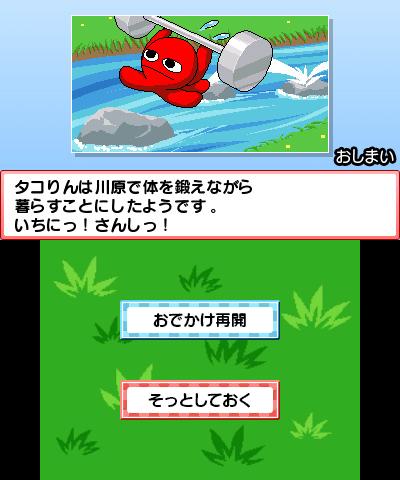 おしまい
タコりんは川原で体を鍛えながら
暮らすことにしたようです。
いちにっ！さんしっ！
おでかけ再開
そっとしておく